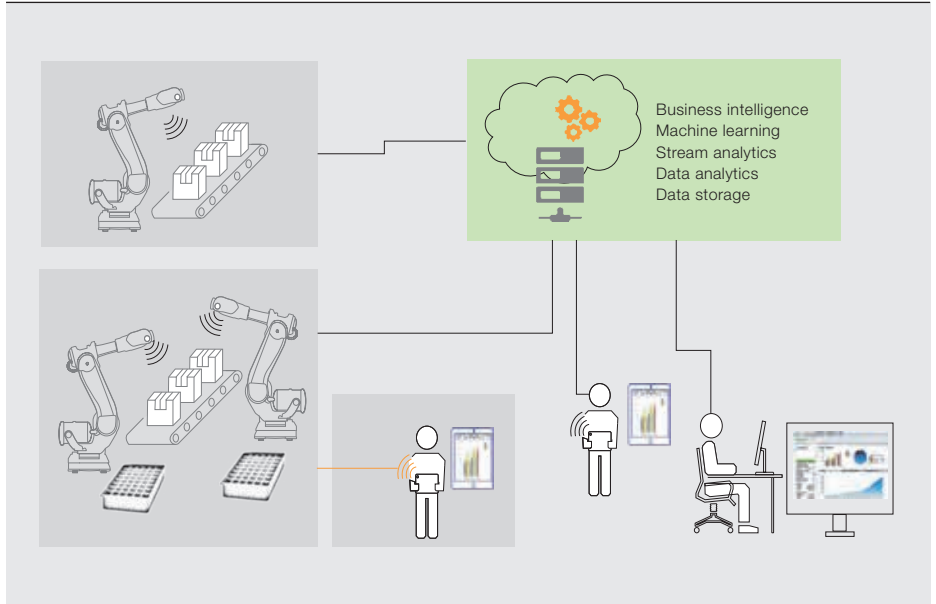 Business intelligence
Machine learning
Stream analytics
Data analytics
Data storage